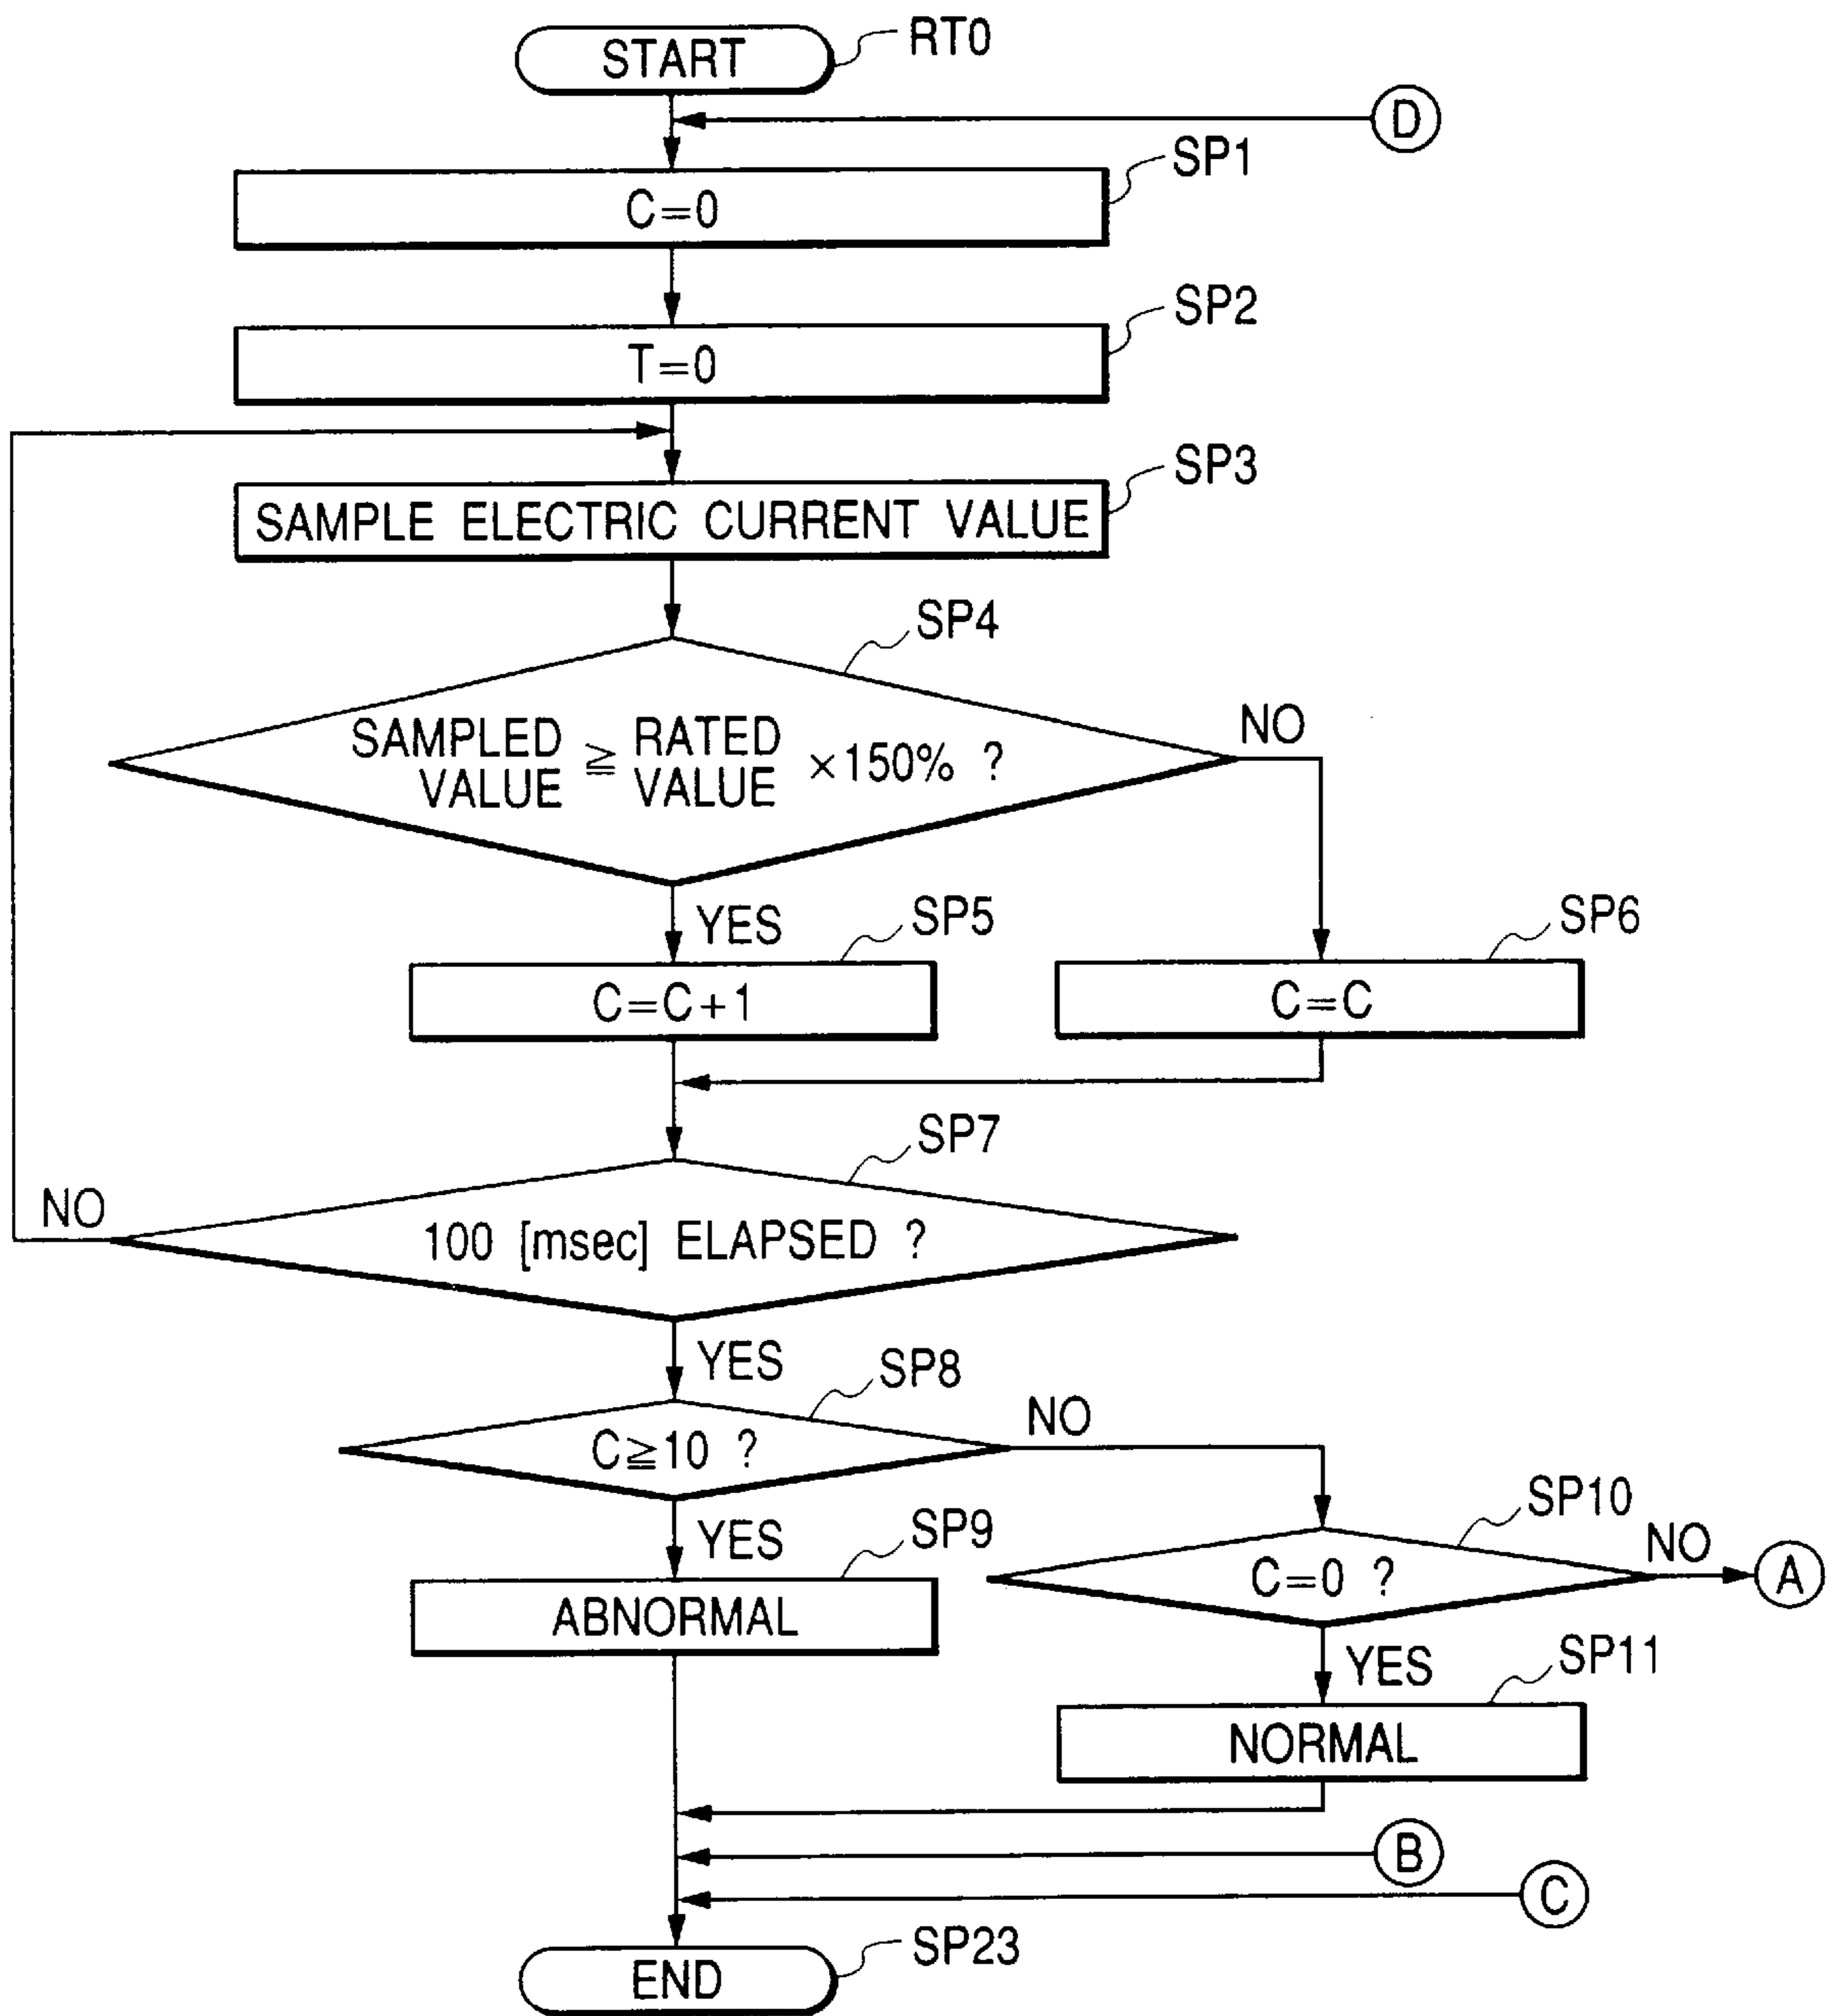 START
RT0
D
SP1
C=0
SP2
T=0
SP3
SAMPLE ELECTRIC CURRENT VALUE
SP4
SAMPLED VALUE ≧ RATED VALUE ×150% ?
NO
YES
SP5
SP6
C=C+1
C=C
SP7
NO
100 [msec] ELAPSED ?
YES
SP8
NO
C≧10 ?
YES
SP9
SP10
NO
C=0 ?
A
ABNORMAL
YES
SP11
NORMAL
B
C
SP23
END